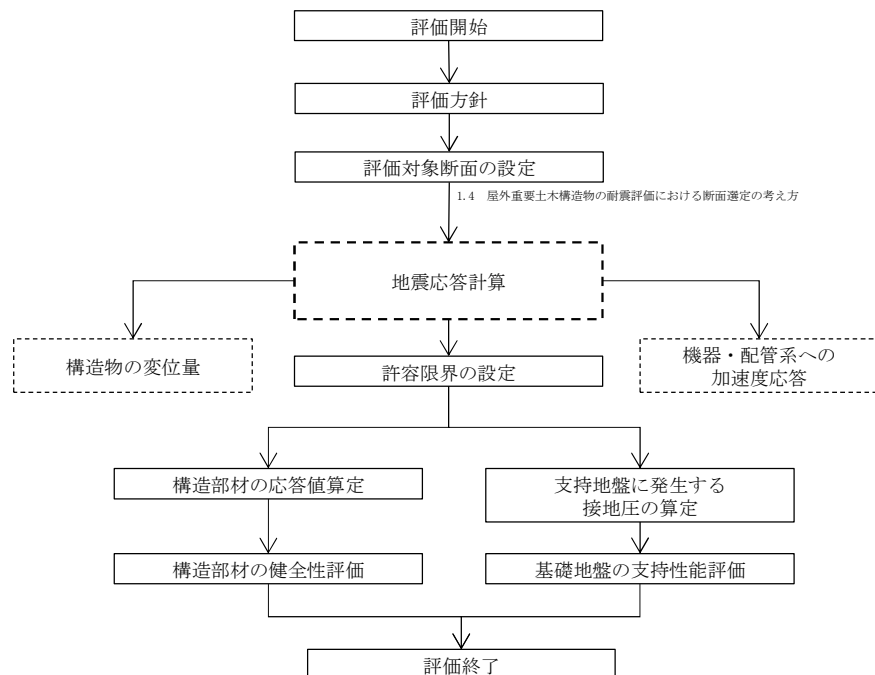 評価開始
評価方針
評価対象断面の設定
1.4 屋外重要土木構造物の耐震評価における断面選定の考え方
地震応答計算
構造物の変位量
機器・配管系への
加速度応答
許容限界の設定
構造部材の応答値算定
支持地盤に発生する
接地圧の算定
構造部材の健全性評価
基礎地盤の支持性能評価
評価終了